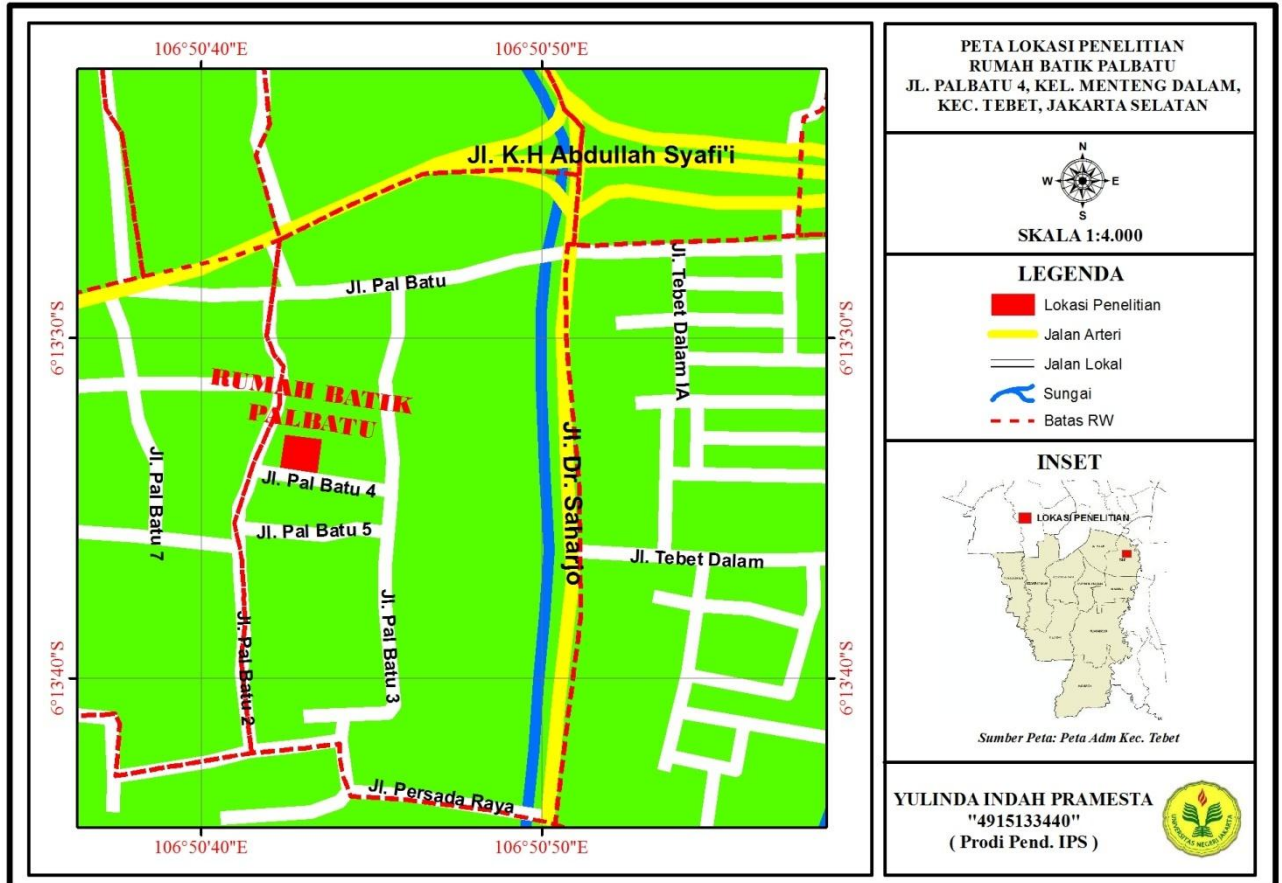 106°50'40"E
106°50'50"E
Jl. K.H Abdullah Syafi'i
Jl. Pal Batu
Jl. Tebet Dalam IA
6°13'30"S
6°13'30"S
RUMAH BATIK
PALBATU
Jl. Pal Batu 4
Jl. Pal Batu 5
Jl. Pal Batu 7
Jl. Dr. Saharjo
Jl. Tebet Dalam
Jl. Pal Batu 2
Jl. Pal Batu 3
6°13'40"S
6°13'40"S
Jl. Persada Raya
106°50'40"E
106°50'50"E
PETA LOKASI PENELITIAN
RUMAH BATIK PALBATU
JL. PALBATU 4, KEL. MENTENG DALAM,
KEC. TEBET, JAKARTA SELATAN
N
W E
S
SKALA 1:4.000
LEGENDA
Lokasi Penelitian
Jalan Arteri
Jalan Lokal
Sungai
Batas RW
INSET
LOKASI PENELITIAN
Sumber Peta: Peta Adm Kec. Tebet
YULINDA INDAH PRAMESTA
"4915133440"
( Prodi Pend. IPS )
UNIVERSITAS NEGERI JAKARTA